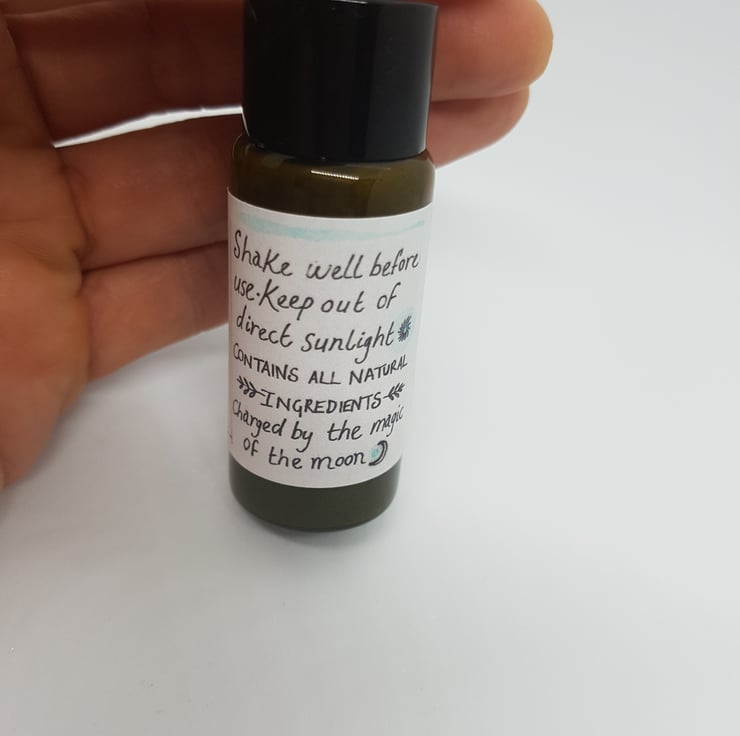 Shake well before
use. Keep out of
direct sunlight
CONTAINS ALL NATURAL
INGREDIENTS
Charged by the magic
of the moon